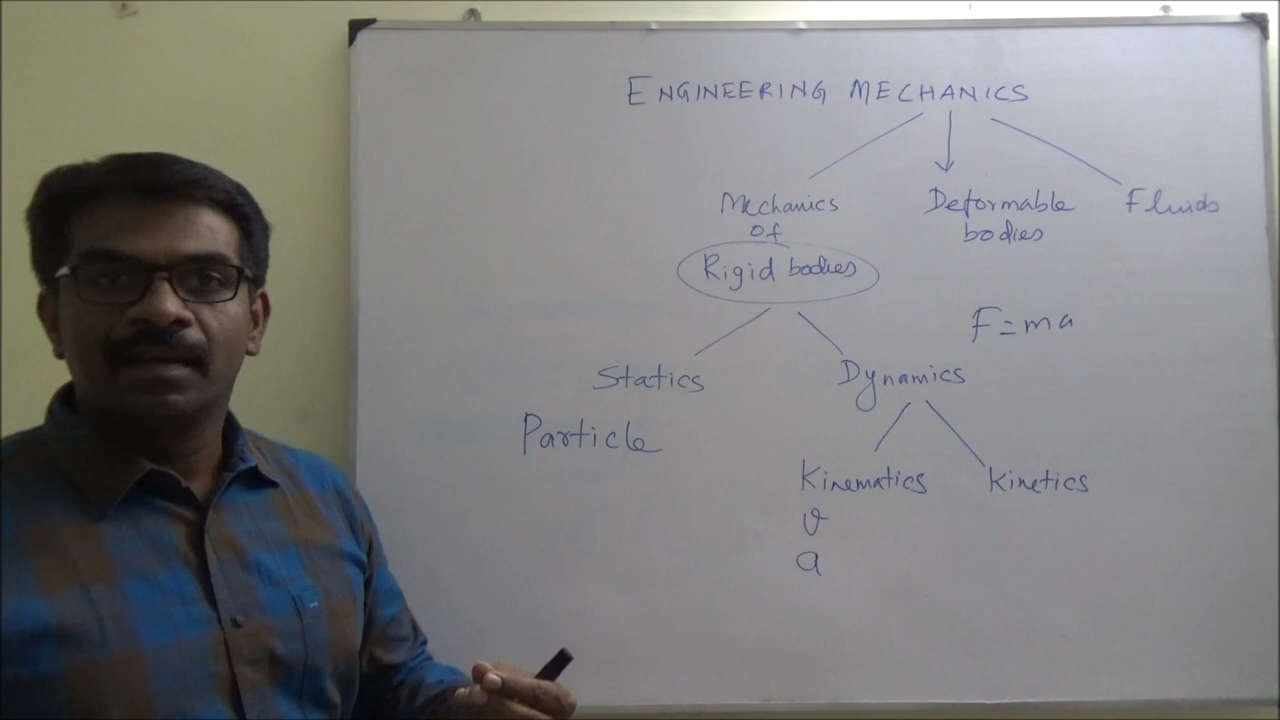 ENGINEERING MECHANICS
Mechanics
of
Rigid bodies
Deformable
bodies
Fluids
F = ma
Statics
Dynamics
Particle
Kinematics
Kinetics
v
a